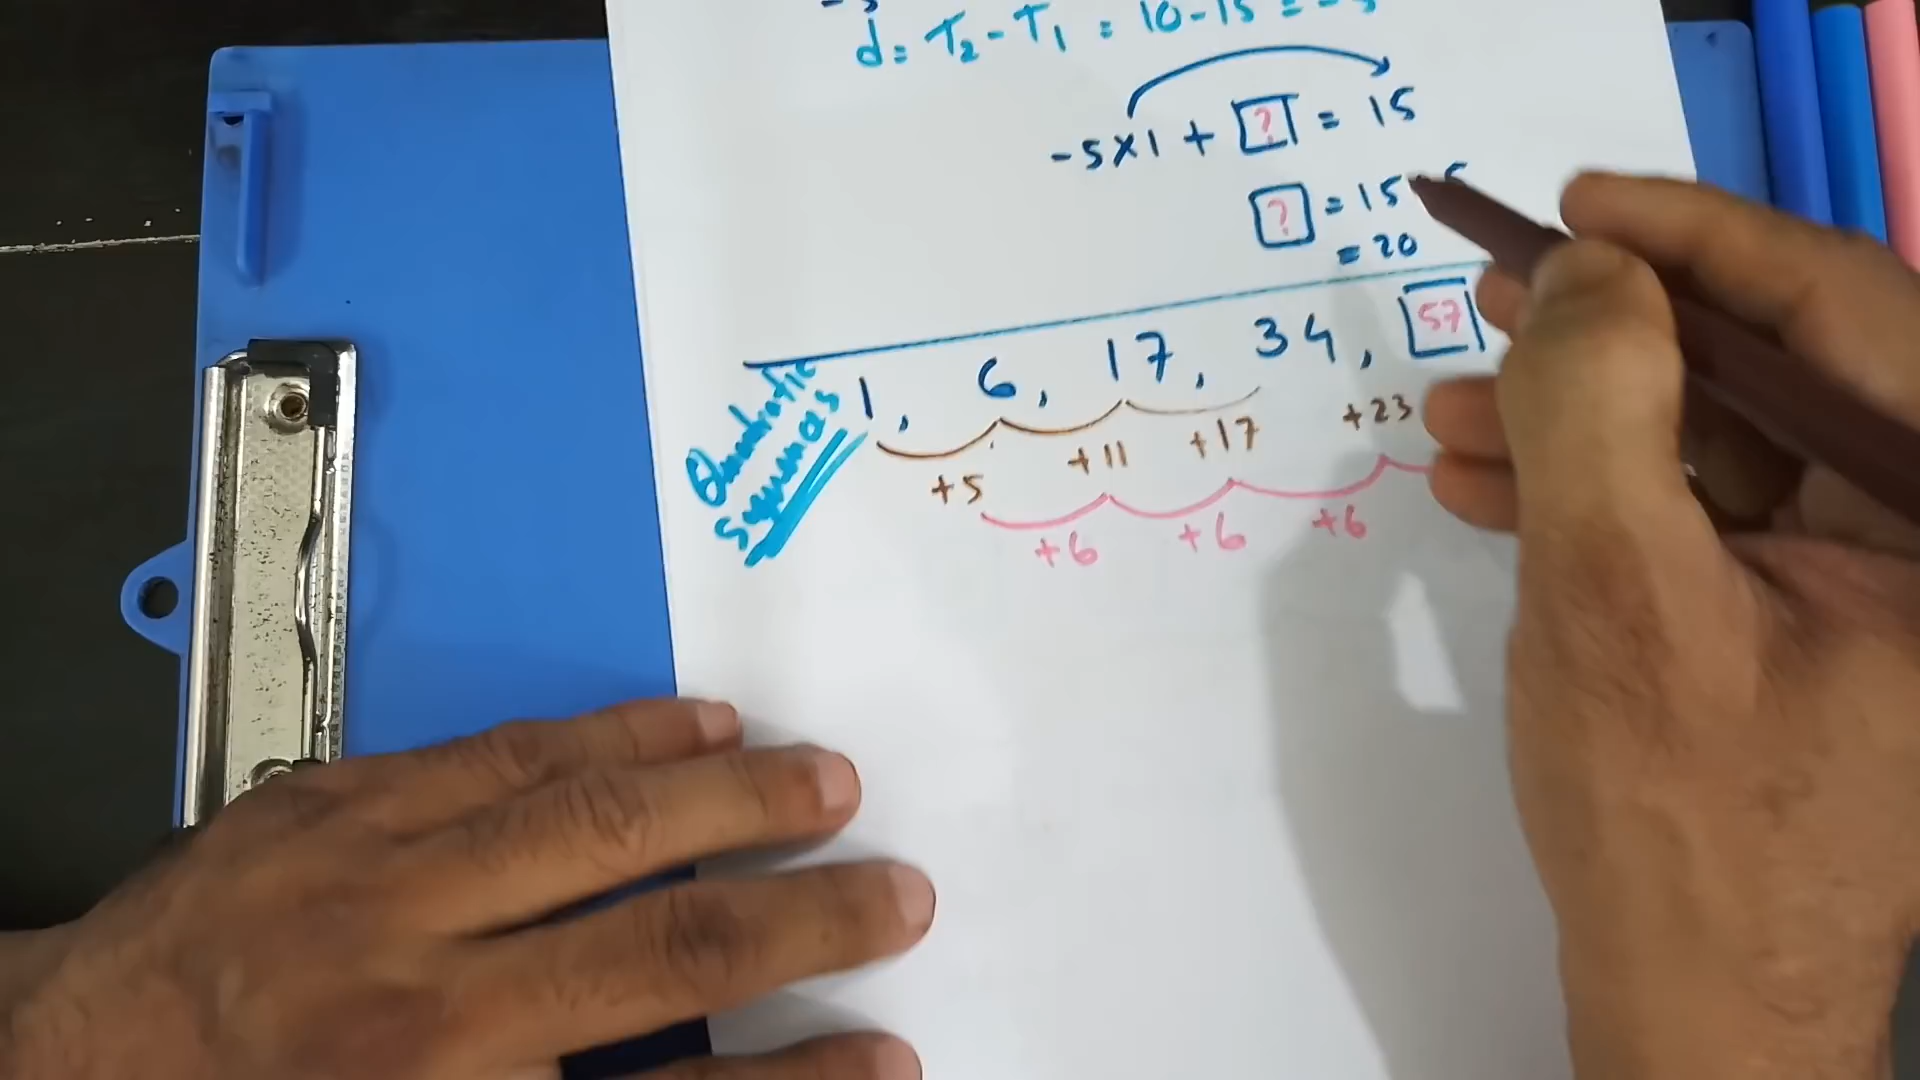 d = T₂ - T₁ = 10 - 15 = -5
-5×1 + ? = 15
? = 15
= 20
1, 6, 17, 34, 57
Quadratic
Sequences
+5 +11 +17 +23
+6 +6 +6